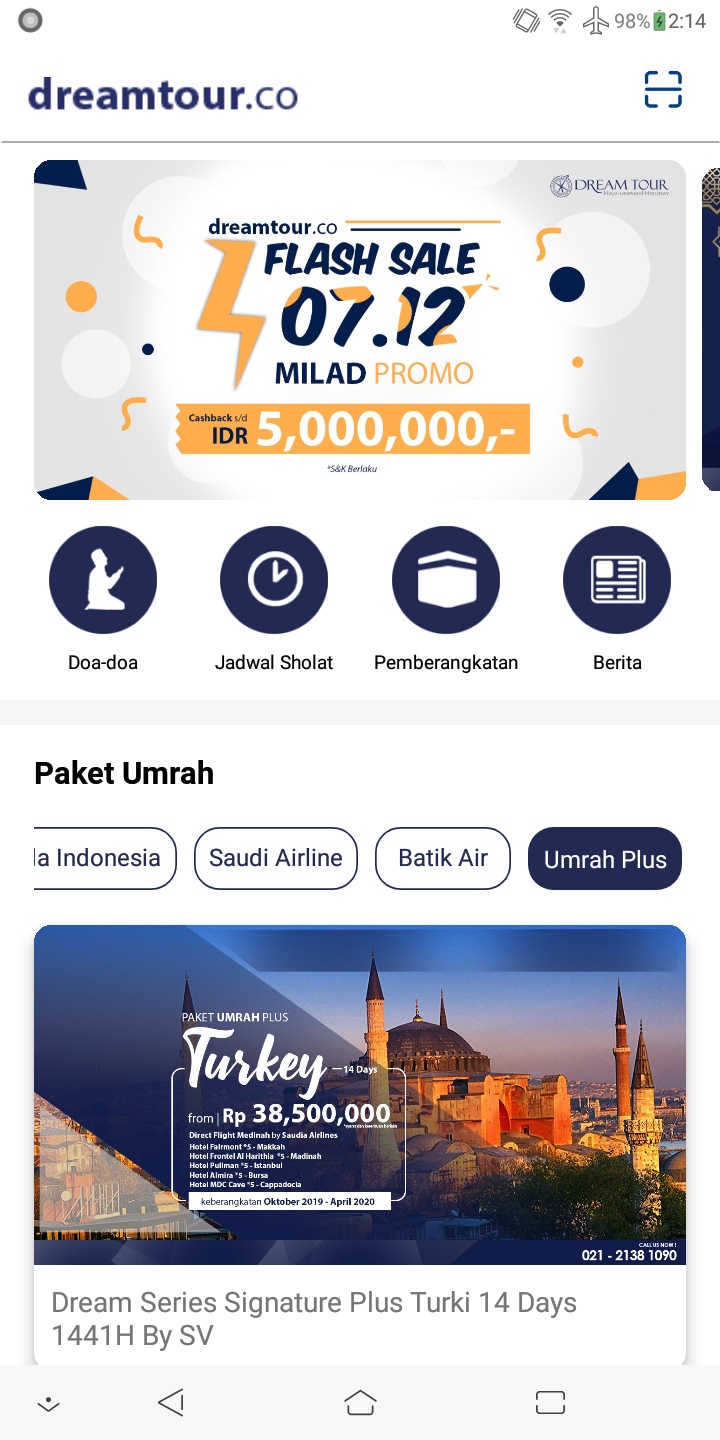 98% 2:14
dreamtour.co
DREAM TOUR
HAJJ-UMRAH | HOLIDAY
dreamtour.co
FLASH SALE
07.12
MILAD PROMO
Cashback s/d
IDR 5,000,000,-
*S&K Berlaku
Doa-doa
Jadwal Sholat
Pemberangkatan
Berita
Paket Umrah
la Indonesia
Saudi Airline
Batik Air
Umrah Plus
PAKET UMRAH PLUS
Turkey
14 Days
from | Rp 38,500,000
Direct Flight Medinah by Saudia Airlines
Hotel Fairmont *5 - Makkah
Hotel Frontel Al Harithia *5 - Madinah
Hotel Pullman *5 - Istanbul
Hotel Almira *5 - Bursa
Hotel MDC Cave *5 - Cappadocia
keberangkatan Oktober 2019 - April 2020
CALL US NOW !
021 - 2138 1090
Dream Series Signature Plus Turki 14 Days
1441H By SV